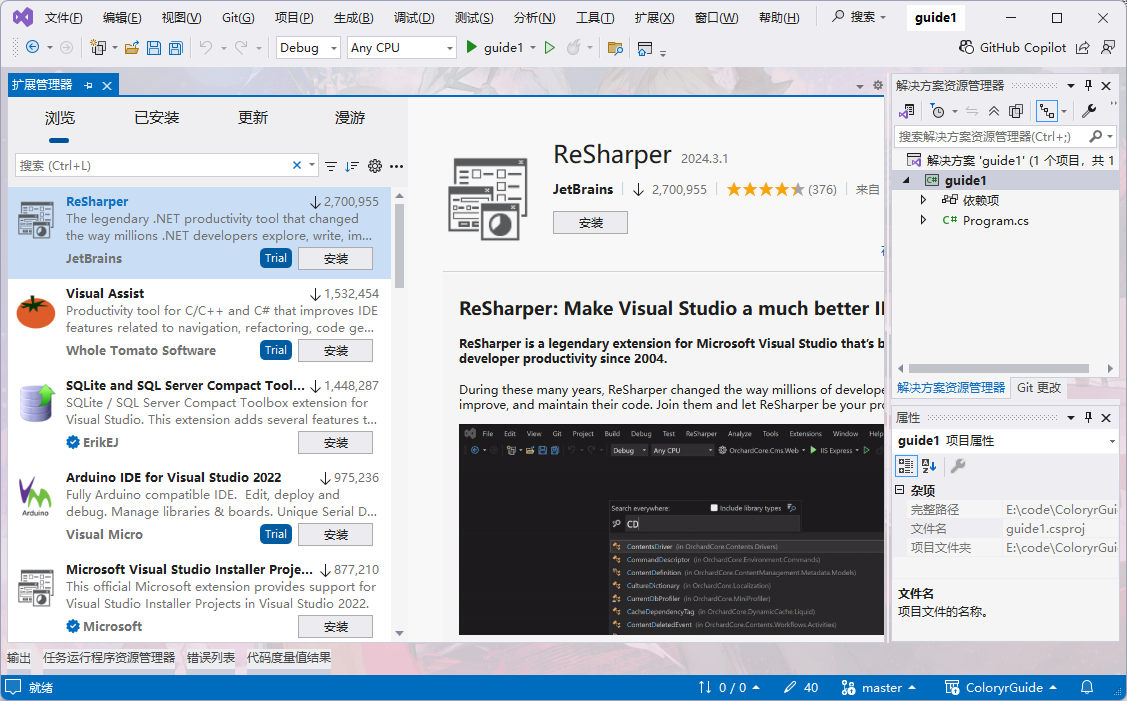 文件(F) 编辑(E) 视图(V) Git(G) 项目(P) 生成(B) 调试(D) 测试(S) 分析(N) 工具(T) 扩展(X) 窗口(W) 帮助(H) 搜索 guide1
Debug Any CPU guide1 GitHub Copilot
扩展管理器
浏览 已安装 更新 漫游
搜索 (Ctrl+L)
ReSharper 2,700,955
The legendary .NET productivity tool that changed
the way millions .NET developers explore, write, im...
JetBrains Trial 安装
Visual Assist 1,532,454
Productivity tool for C/C++ and C# that improves IDE
features related to navigation, refactoring, code ge...
Whole Tomato Software Trial 安装
SQLite and SQL Server Compact Tool... 1,448,287
SQLite / SQL Server Compact Toolbox extension for
Visual Studio. This extension adds several features t...
ErikEJ 安装
Arduino IDE for Visual Studio 2022 975,236
Fully Arduino compatible IDE. Edit, deploy and
debug. Manage libraries & boards. Unique Serial D...
Arduino
Visual Micro Trial 安装
Microsoft Visual Studio Installer Proje... 877,210
This official Microsoft extension provides support for
Visual Studio Installer Projects in Visual Studio 2022.
Microsoft 安装
ReSharper 2024.3.1
JetBrains 2,700,955 (376) 来自
安装
ReSharper: Make Visual Studio a much better I
ReSharper is a legendary extension for Microsoft Visual Studio that's b
developer productivity since 2004.
During these many years, ReSharper changed the way millions of develope
improve, and maintain their code. Join them and let ReSharper be your pr
File Edit View Git Project Build Debug Test ReSharper Analyze Tools Extensions Window Help
Debug Any CPU OrchardCore.Cms.Web IIS Express
Search everywhere: Include library types
CD
ContentsDriver (in OrchardCore.Contents.Drivers)
CommandDescriptor (in OrchardCore.Environment.Commands)
ContentDefinition (in OrchardCore.ContentManagement.Metadata.Models)
CultureDictionary (in OrchardCore.Localization)
CurrentDbProfiler (in OrchardCore.MiniProfiler)
CacheDependencyTag (in OrchardCore.DynamicCache.Liquid)
ContentDeletedEvent (in OrchardCore.Contents.Workflows.Activities)
解决方案资源管理器
搜索解决方案资源管理器(Ctrl+;)
解决方案 'guide1' (1 个项目，共 1
guide1
依赖项
C# Program.cs
解决方案资源管理器 Git 更改
属性
guide1 项目属性
杂项
完整路径 E:\code\ColoryrGui
文件名 guide1.csproj
项目文件夹 E:\code\ColoryrGui
文件名
项目文件的名称。
输出 任务运行程序资源管理器 错误列表 代码度量值结果
就绪 0 / 0 40 master ColoryrGuide